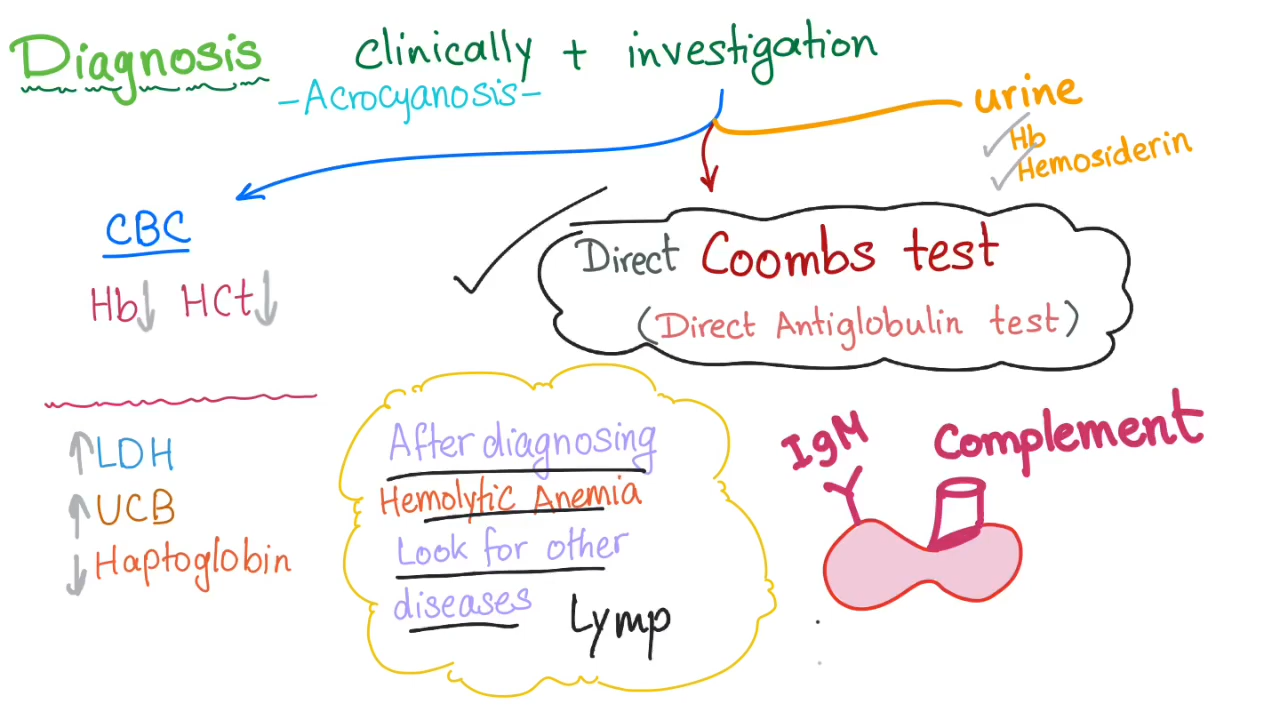 Diagnosis
Clinically + investigation
-Acrocyanosis-
urine
Hb
Hemosiderin
CBC
Hb↓ HCt↓
Direct Coombs test
(Direct Antiglobulin test)
↑LDH
↑UCB
↓Haptoglobin
After diagnosing
Hemolytic Anemia
Look for other
diseases
Lymp
IgM
Complement